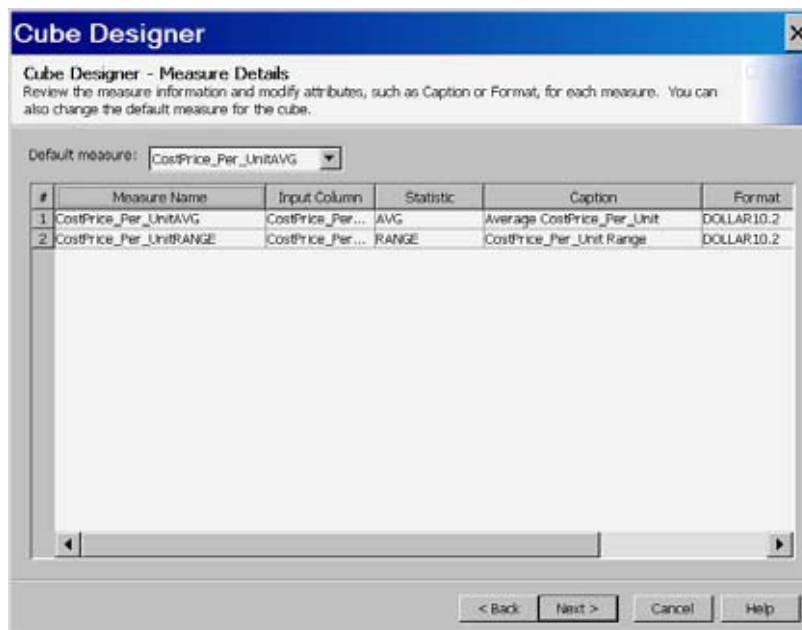 Cube Designer
Cube Designer - Measure Details
Review the measure information and modify attributes, such as Caption or Format, for each measure. You can
also change the default measure for the cube.
Default measure: CostPrice_Per_UnitAVG
# Measure Name Input Column Statistic Caption Format
1 CostPrice_Per_UnitAVG CostPrice_Per... AVG Average CostPrice_Per_Unit DOLLAR10.2
2 CostPrice_Per_UnitRANGE CostPrice_Per... RANGE CostPrice_Per_Unit Range DOLLAR10.2
< Back Next > Cancel Help